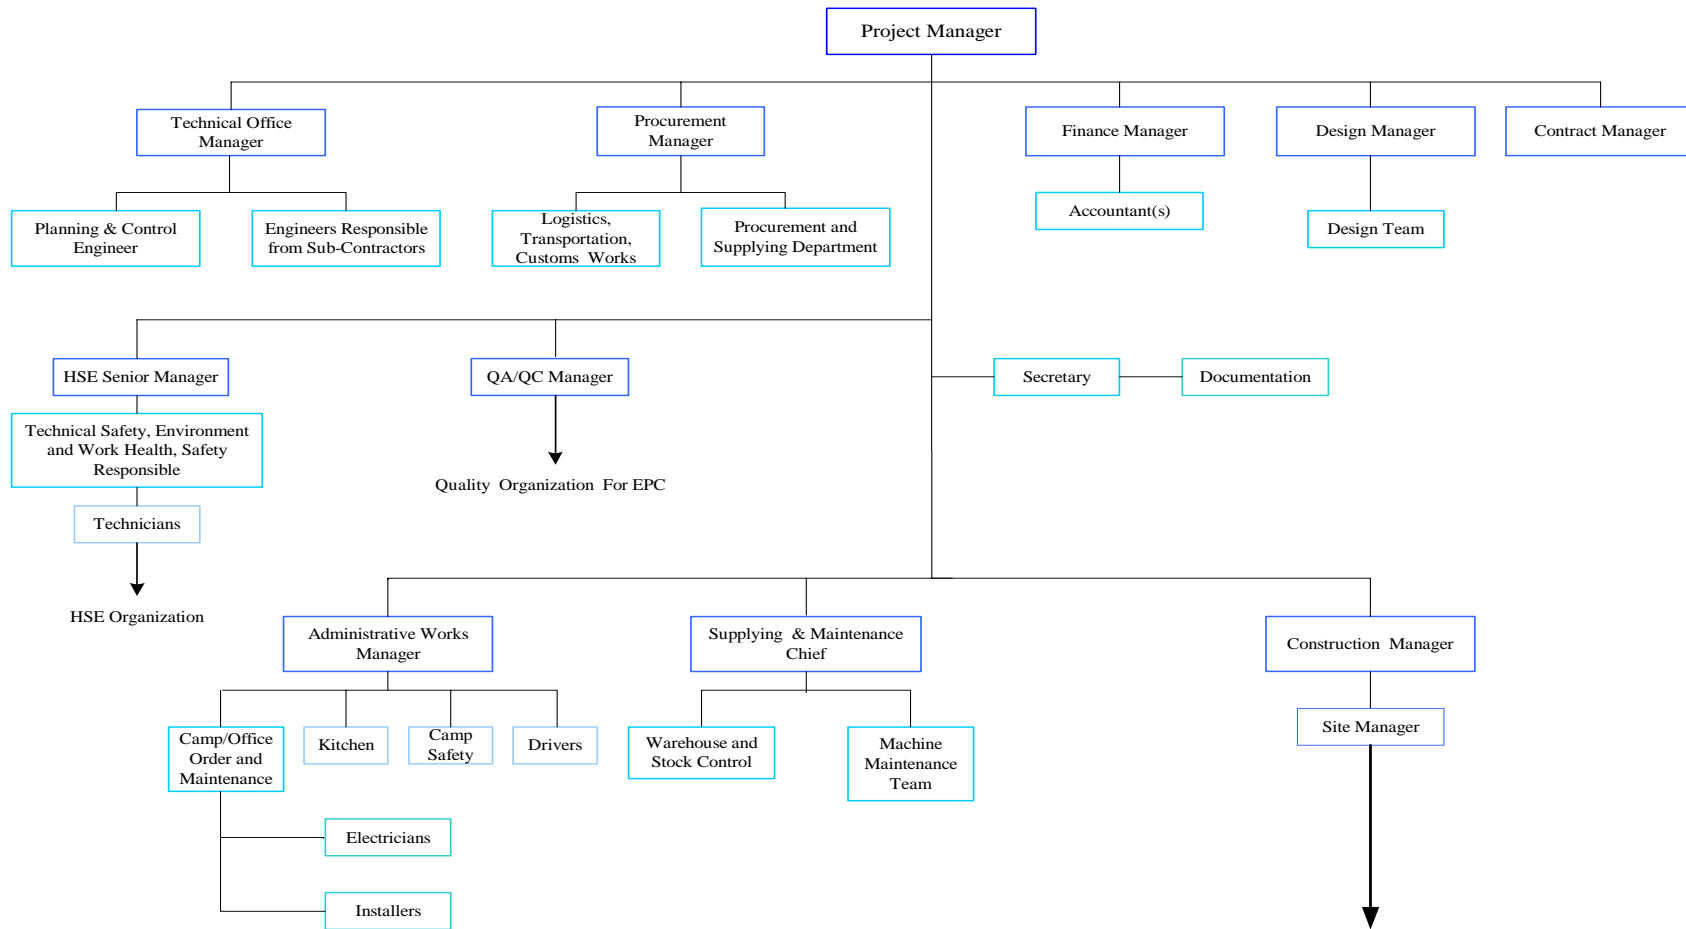 Project Manager
Technical Office
Manager
Procurement
Manager
Finance Manager
Design Manager
Contract Manager
Planning & Control
Engineer
Engineers Responsible
from Sub-Contractors
Logistics,
Transportation,
Customs Works
Procurement and
Supplying Department
Accountant(s)
Design Team
HSE Senior Manager
QA/QC Manager
Secretary
Documentation
Technical Safety, Environment
and Work Health, Safety
Responsible
Quality Organization For EPC
Technicians
HSE Organization
Administrative Works
Manager
Supplying & Maintenance
Chief
Construction Manager
Camp/Office
Order and
Maintenance
Kitchen
Camp
Safety
Drivers
Warehouse and
Stock Control
Machine
Maintenance
Team
Site Manager
Electricians
Installers